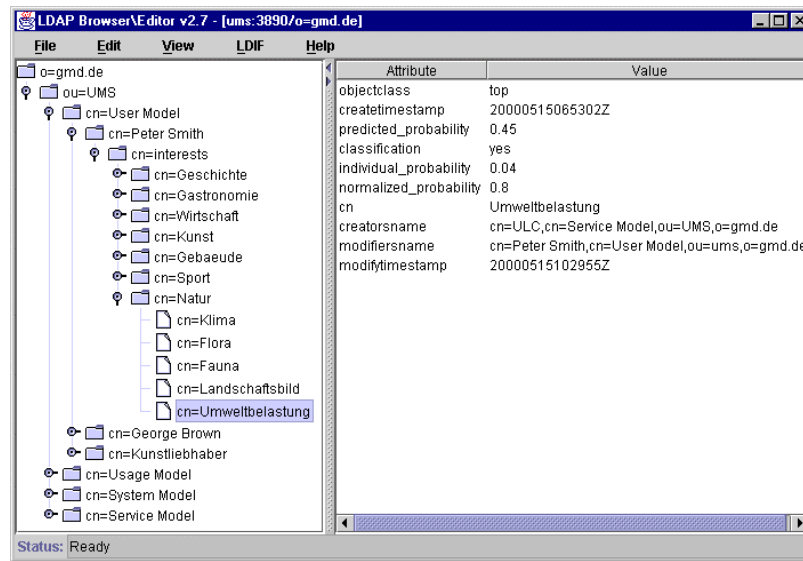 LDAP Browser\Editor v2.7 - [ums:3890/o=gmd.de]
File Edit View LDIF Help
o=gmd.de
ou=UMS
cn=User Model
cn=Peter Smith
cn=interests
cn=Geschichte
cn=Gastronomie
cn=Wirtschaft
cn=Kunst
cn=Gebaeude
cn=Sport
cn=Natur
cn=Klima
cn=Flora
cn=Fauna
cn=Landschaftsbild
cn=Umweltbelastung
cn=George Brown
cn=Kunstliebhaber
cn=Usage Model
cn=System Model
cn=Service Model
Attribute Value
objectclass top
createtimestamp 20000515065302Z
predicted_probability 0.45
classification yes
individual_probability 0.04
normalized_probability 0.8
cn Umweltbelastung
creatorsname cn=ULC,cn=Service Model,ou=UMS,o=gmd.de
modifiersname cn=Peter Smith,cn=User Model,ou=ums,o=gmd.de
modifytimestamp 20000515102955Z
Status: Ready